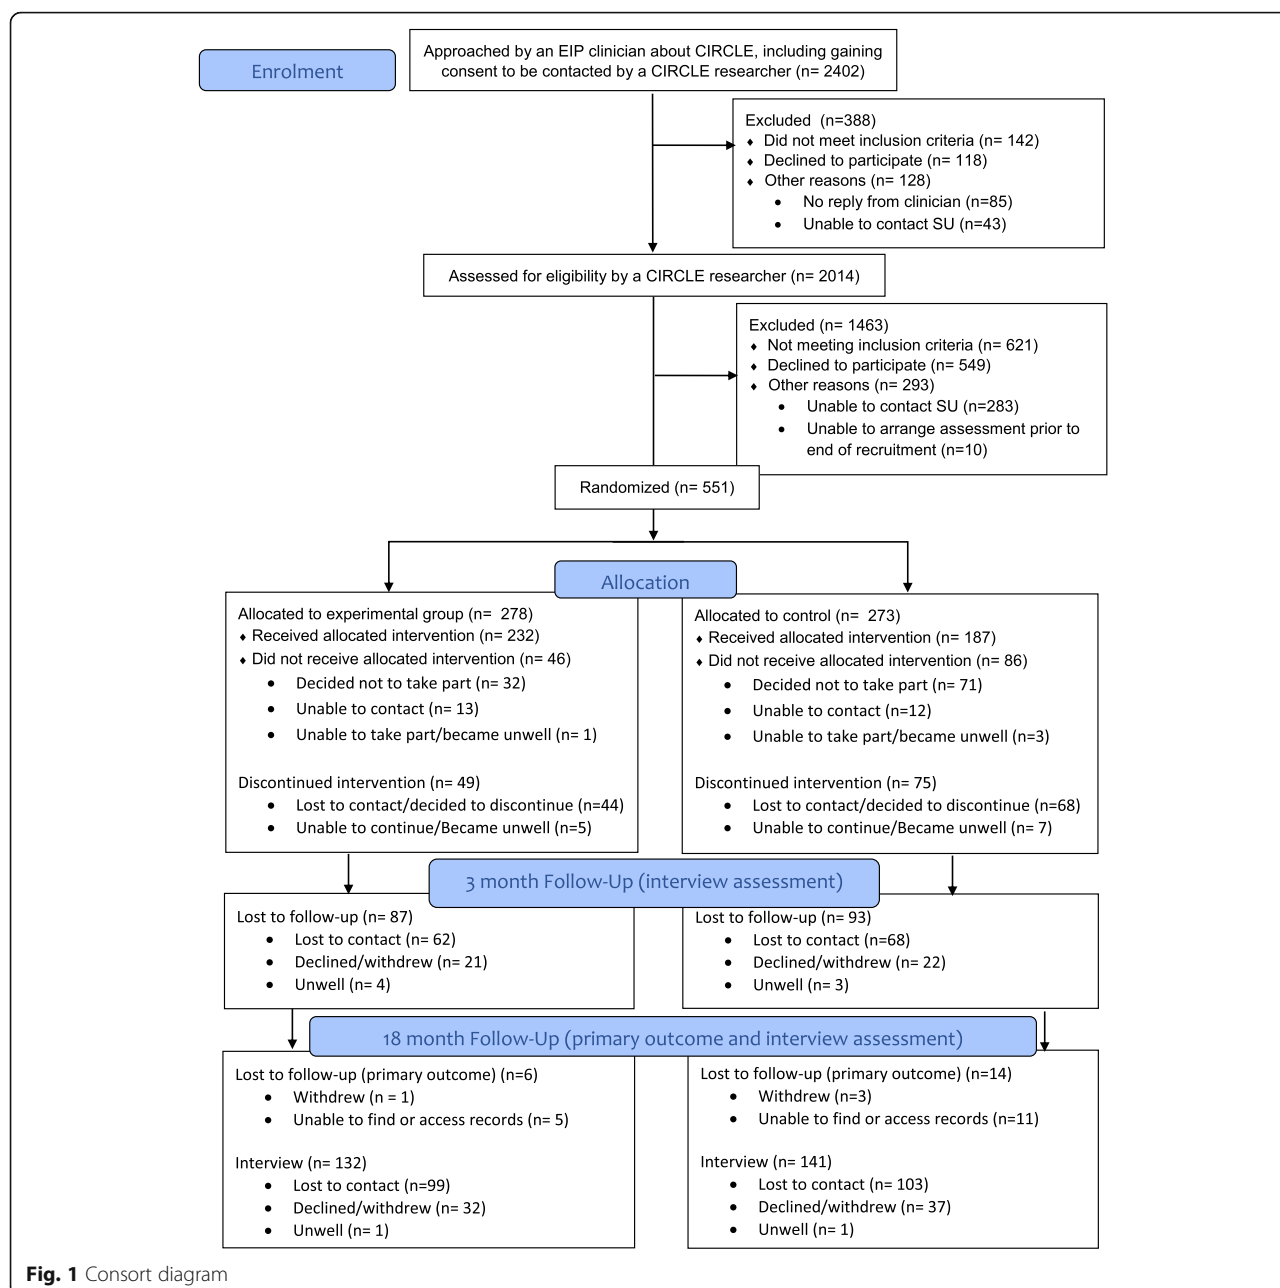 Enrolment
Approached by an EIP clinician about CIRCLE, including gaining
consent to be contacted by a CIRCLE researcher (n= 2402)
Excluded (n=388)
♦ Did not meet inclusion criteria (n= 142)
♦ Declined to participate (n= 118)
♦ Other reasons (n= 128)
• No reply from clinician (n=85)
• Unable to contact SU (n=43)
Assessed for eligibility by a CIRCLE researcher (n= 2014)
Excluded (n= 1463)
♦ Not meeting inclusion criteria (n= 621)
♦ Declined to participate (n= 549)
♦ Other reasons (n= 293)
• Unable to contact SU (n=283)
• Unable to arrange assessment prior to
end of recruitment (n=10)
Randomized (n= 551)
Allocation
Allocated to experimental group (n= 278)
♦ Received allocated intervention (n= 232)
♦ Did not receive allocated intervention (n= 46)
• Decided not to take part (n= 32)
• Unable to contact (n= 13)
• Unable to take part/became unwell (n= 1)
Discontinued intervention (n= 49)
• Lost to contact/decided to discontinue (n=44)
• Unable to continue/Became unwell (n=5)
Allocated to control (n= 273)
♦ Received allocated intervention (n= 187)
♦ Did not receive allocated intervention (n= 86)
• Decided not to take part (n= 71)
• Unable to contact (n=12)
• Unable to take part/became unwell (n=3)
Discontinued intervention (n= 75)
• Lost to contact/decided to discontinue (n=68)
• Unable to continue/Became unwell (n= 7)
3 month Follow-Up (interview assessment)
Lost to follow-up (n= 87)
• Lost to contact (n= 62)
• Declined/withdrew (n= 21)
• Unwell (n= 4)
Lost to follow-up (n= 93)
• Lost to contact (n=68)
• Declined/withdrew (n= 22)
• Unwell (n= 3)
18 month Follow-Up (primary outcome and interview assessment)
Lost to follow-up (primary outcome) (n=6)
• Withdrew (n = 1)
• Unable to find or access records (n= 5)
Interview (n= 132)
• Lost to contact (n=99)
• Declined/withdrew (n= 32)
• Unwell (n= 1)
Lost to follow-up (primary outcome) (n=14)
• Withdrew (n=3)
• Unable to find or access records (n=11)
Interview (n= 141)
• Lost to contact (n= 103)
• Declined/withdrew (n= 37)
• Unwell (n= 1)
Fig. 1 Consort diagram